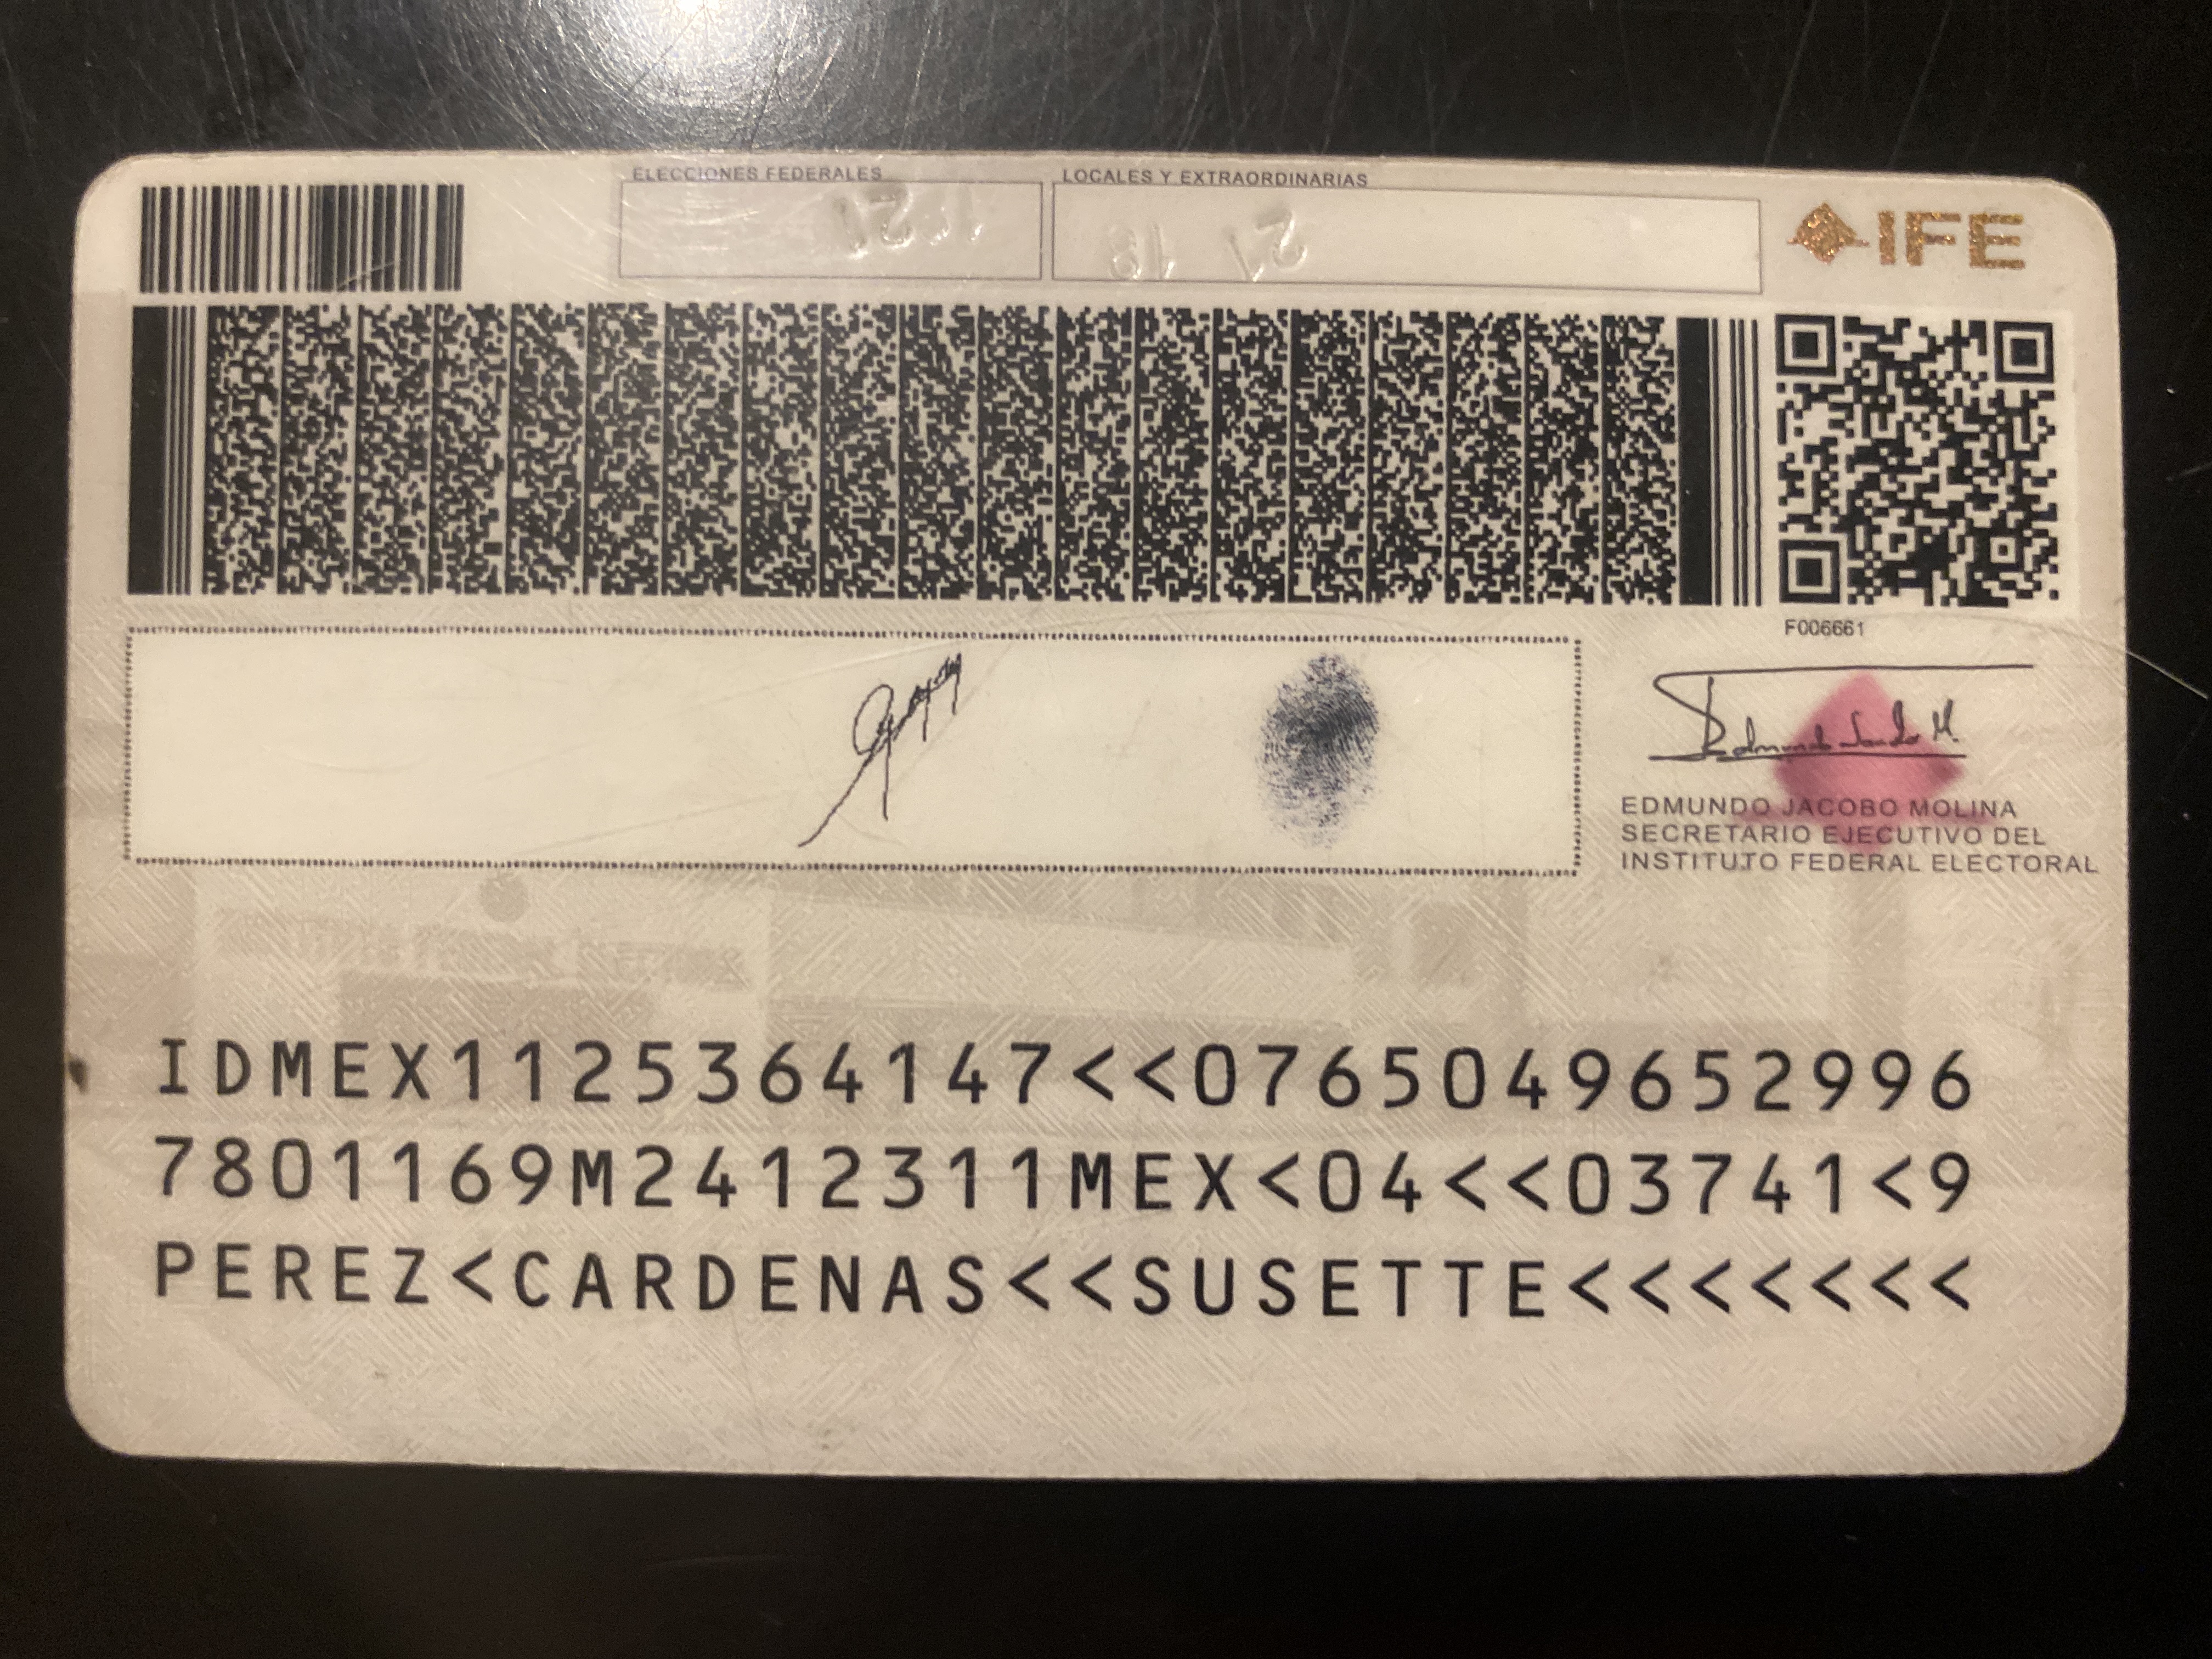 ELECCIONES FEDERALES
LOCALES Y EXTRAORDINARIAS
IFE
F006661
EDMUNDO JACOBO MOLINA
SECRETARIO EJECUTIVO DEL
INSTITUTO FEDERAL ELECTORAL
IDMEX1125364147<<0765049652996
7801169M2412311MEX<04<<03741<9
PEREZ<CARDENAS<<SUSETTE<<<<<<<